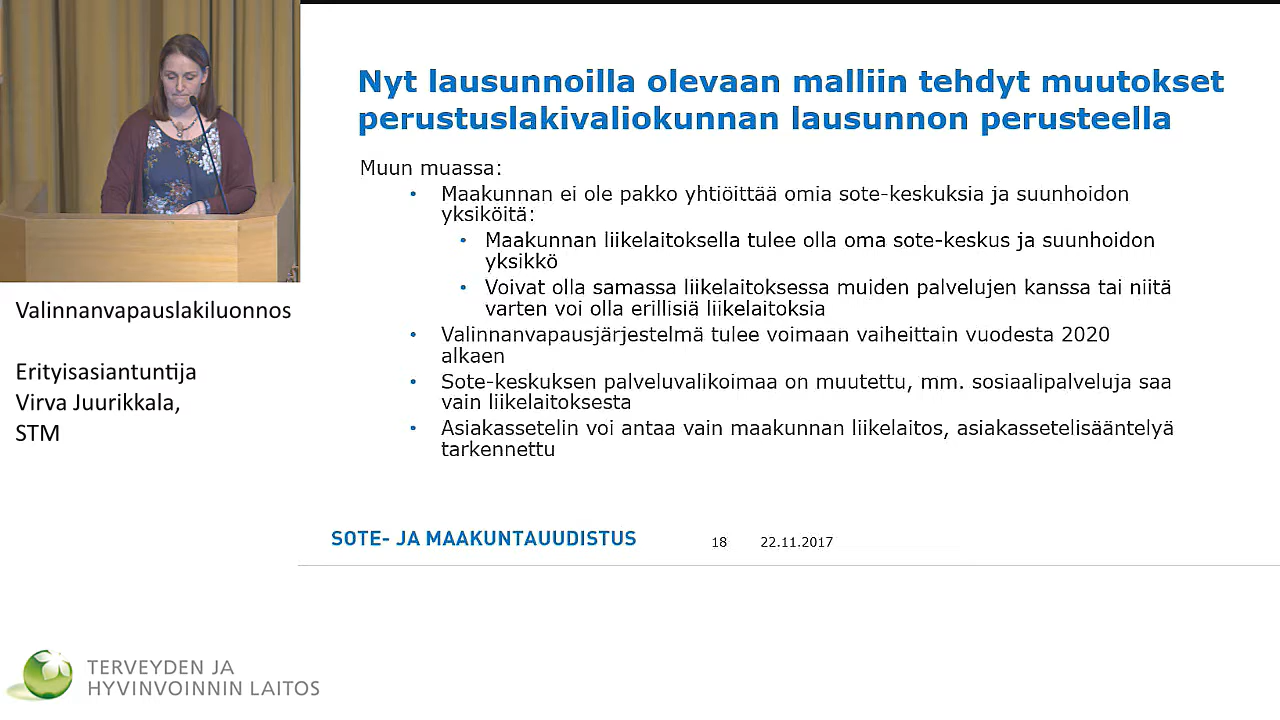 Nyt lausunnoilla olevaan malliin tehdyt muutokset
perustuslakivaliokunnan lausunnon perusteella
Muun muassa:
• Maakunnan ei ole pakko yhtiöittää omia sote-keskuksia ja suunhoidon
yksiköitä:
• Maakunnan liikelaitoksella tulee olla oma sote-keskus ja suunhoidon
yksikkö
• Voivat olla samassa liikelaitoksessa muiden palvelujen kanssa tai niitä
varten voi olla erillisiä liikelaitoksia
• Valinnanvapausjärjestelmä tulee voimaan vaiheittain vuodesta 2020
alkaen
• Sote-keskuksen palveluvalikoimaa on muutettu, mm. sosiaalipalveluja saa
vain liikelaitoksesta
• Asiakassetelin voi antaa vain maakunnan liikelaitos, asiakassetelisääntelyä
tarkennettu
SOTE- JA MAAKUNTAUUDISTUS 18 22.11.2017
Valinnanvapauslakiluonnos
Erityisasiantuntija
Virva Juurikkala,
STM
TERVEYDEN JA
HYVINVOINNIN LAITOS